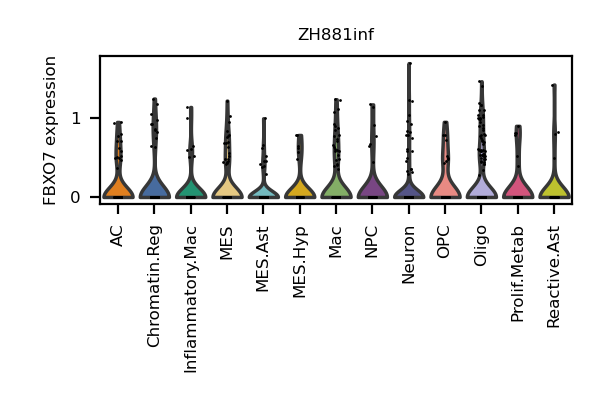 ZH881inf
FBXO7 expression
1
0
AC
Chromatin.Reg
Inflammatory.Mac
MES
MES.Ast
MES.Hyp
Mac
NPC
Neuron
OPC
Oligo
Prolif.Metab
Reactive.Ast